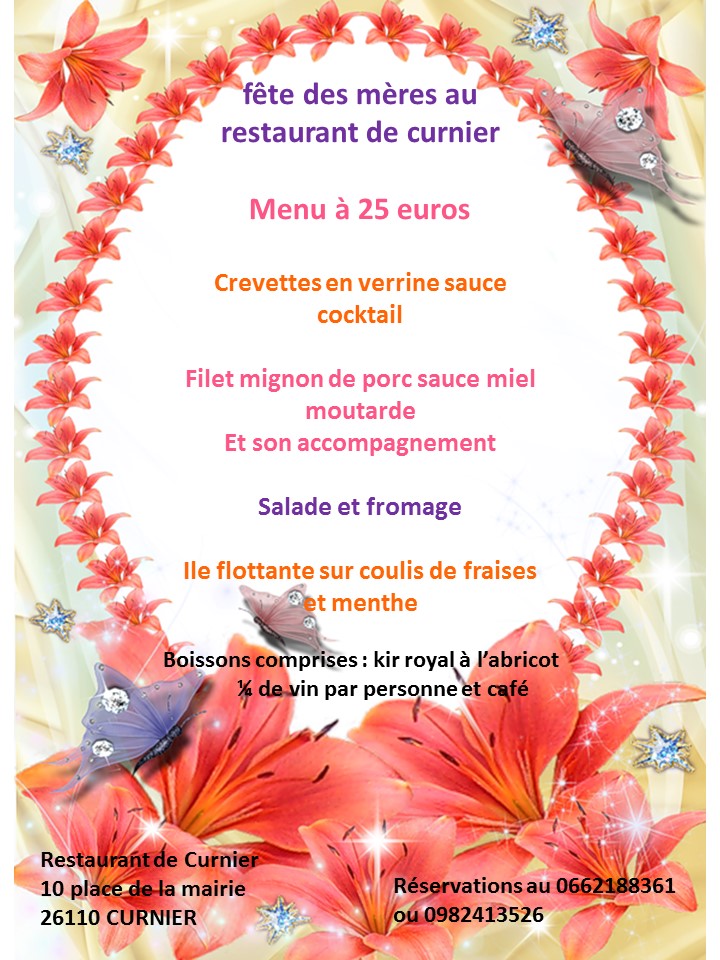 fête des mères au
restaurant de curnier
Menu à 25 euros
Crevettes en verrine sauce
cocktail
Filet mignon de porc sauce miel
moutarde
Et son accompagnement
Salade et fromage
Ile flottante sur coulis de fraises
et menthe
Boissons comprises : kir royal à l’abricot
¼ de vin par personne et café
Restaurant de Curnier
10 place de la mairie
26110 CURNIER
Réservations au 0662188361
ou 0982413526